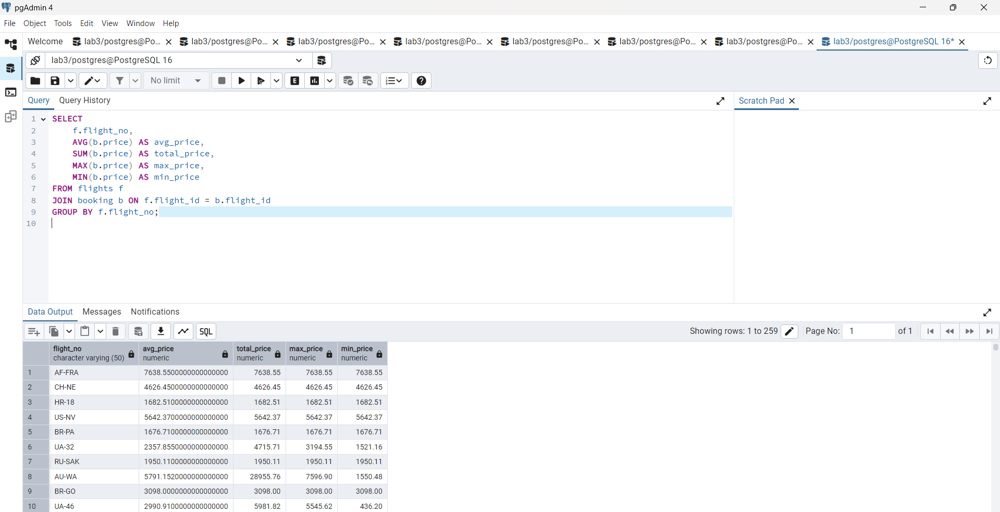 pgAdmin 4
File Object Tools Edit View Window Help
Welcome lab3/postgres@Po... lab3/postgres@Po... lab3/postgres@Po... lab3/postgres@Po... lab3/postgres@Po... lab3/postgres@Po... lab3/postgres@Po... lab3/postgres@PostgreSQL 16*
lab3/postgres@PostgreSQL 16
No limit E
Query Query History Scratch Pad
1 SELECT
2 f.flight_no,
3 AVG(b.price) AS avg_price,
4 SUM(b.price) AS total_price,
5 MAX(b.price) AS max_price,
6 MIN(b.price) AS min_price
7 FROM flights f
8 JOIN booking b ON f.flight_id = b.flight_id
9 GROUP BY f.flight_no;
10
Data Output Messages Notifications
SQL Showing rows: 1 to 259 Page No: 1 of 1
flight_no avg_price total_price max_price min_price
character varying (50) numeric numeric numeric numeric
1 AF-FRA 7638.5500000000000000 7638.55 7638.55 7638.55
2 CH-NE 4626.4500000000000000 4626.45 4626.45 4626.45
3 HR-18 1682.5100000000000000 1682.51 1682.51 1682.51
4 US-NV 5642.3700000000000000 5642.37 5642.37 5642.37
5 BR-PA 1676.7100000000000000 1676.71 1676.71 1676.71
6 UA-32 2357.8550000000000000 4715.71 3194.55 1521.16
7 RU-SAK 1950.1100000000000000 1950.11 1950.11 1950.11
8 AU-WA 5791.1520000000000000 28955.76 7596.90 1550.48
9 BR-GO 3098.0000000000000000 3098.00 3098.00 3098.00
10 UA-46 2990.9100000000000000 5981.82 5545.62 436.20